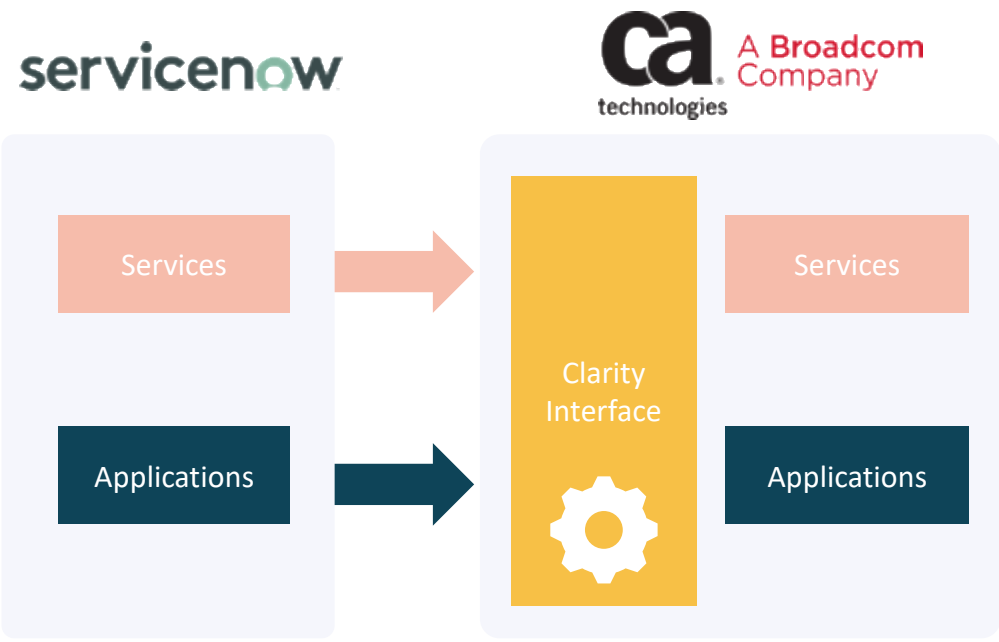 servicenow
ca
technologies
A Broadcom
Company
Services
Services
Clarity
Interface
Applications
Applications